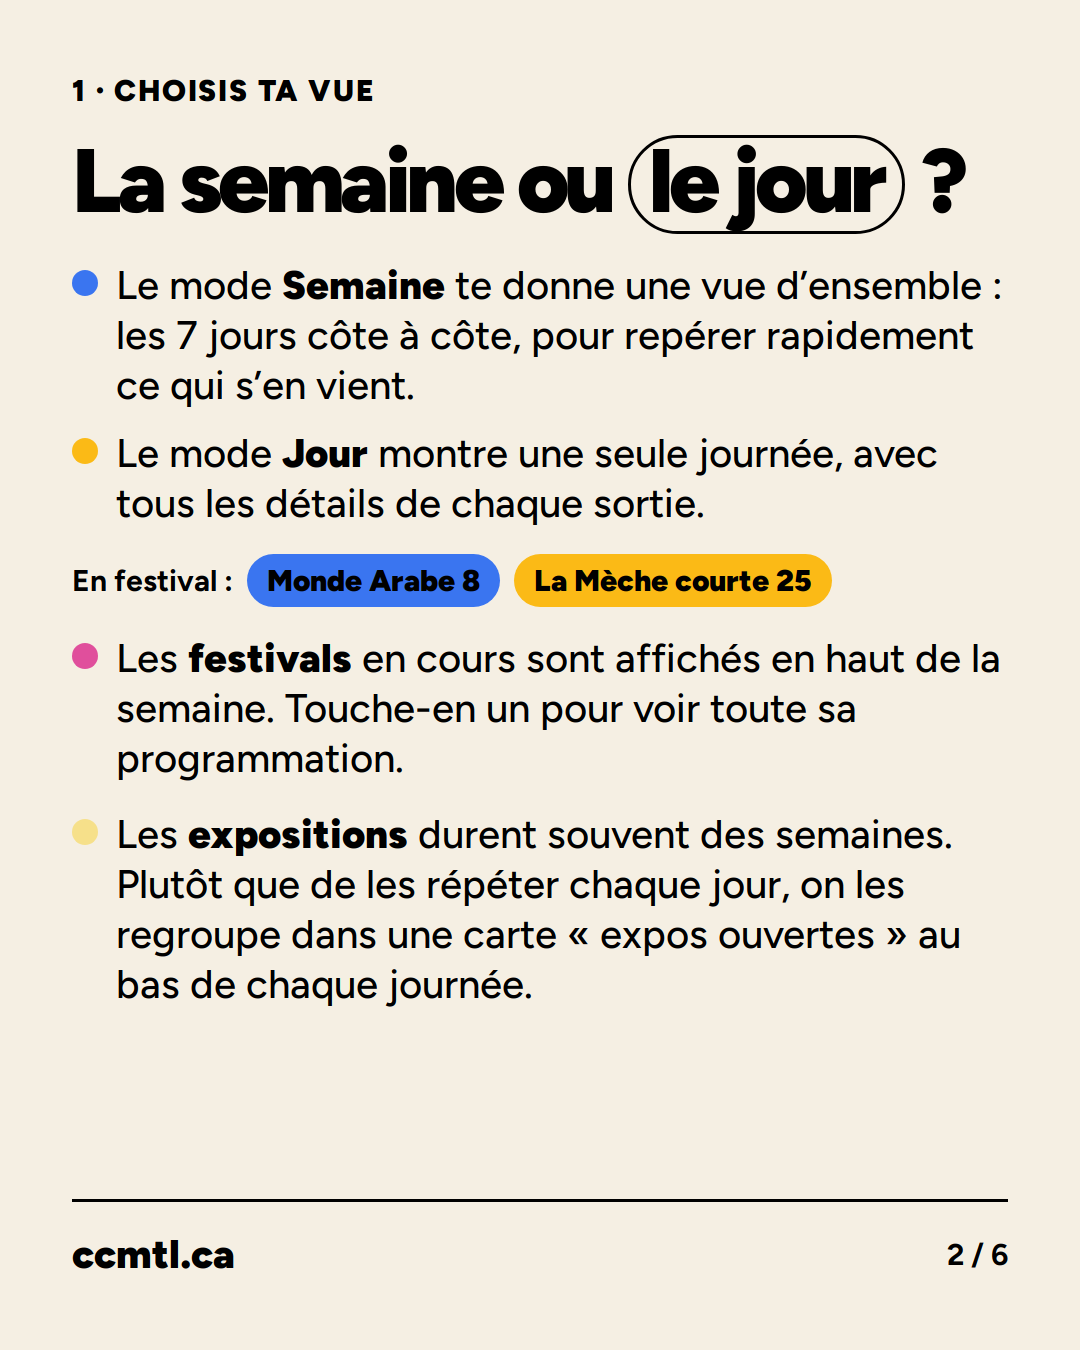 1 · CHOISIS TA VUE
La semaine ou le jour ?
Le mode Semaine te donne une vue d’ensemble :
les 7 jours côte à côte, pour repérer rapidement
ce qui s’en vient.
Le mode Jour montre une seule journée, avec
tous les détails de chaque sortie.
En festival : Monde Arabe 8 La Mèche courte 25
Les festivals en cours sont affichés en haut de la
semaine. Touche-en un pour voir toute sa
programmation.
Les expositions durent souvent des semaines.
Plutôt que de les répéter chaque jour, on les
regroupe dans une carte « expos ouvertes » au
bas de chaque journée.
ccmtl.ca
2 / 6